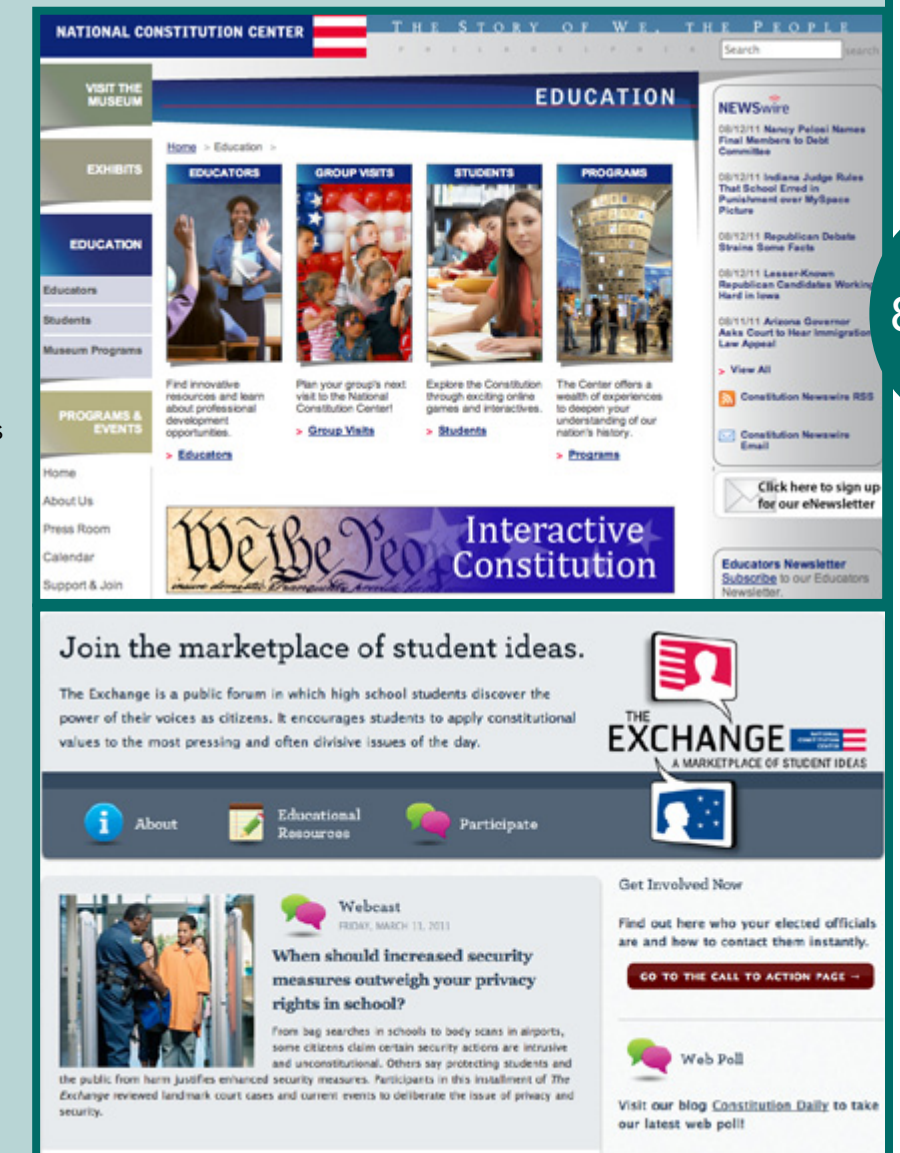 NATIONAL CONSTITUTION CENTER
THE STORY OF WE, THE PEOPLE
Search
search
VISIT THE
MUSEUM
EXHIBITS
EDUCATION
Educators
Students
Museum Programs
PROGRAMS &
EVENTS
Home
About Us
Press Room
Calendar
Support & Join
EDUCATION
Home > Education >
EDUCATORS
Find innovative
resources and learn
about professional
development
opportunities.
> Educators
GROUP VISITS
Plan your group's next
visit to the National
Constitution Center!
> Group Visits
STUDENTS
Explore the Constitution
through exciting online
games and interactives.
> Students
PROGRAMS
The Center offers a
wealth of experiences
to deepen your
understanding of our
nation's history.
> Programs
We the Peop
Interactive
Constitution
NEWSwire
08/12/11 Nancy Pelosi Names
Final Members to Debt
Committee
08/12/11 Indiana Judge Rules
That School Erred in
Punishment over MySpace
Picture
08/12/11 Republican Debate
Strains Some Facts
08/12/11 Lesser-Known
Republican Candidates Working
Hard in Iowa
08/11/11 Arizona Governor
Asks Court to Hear Immigration
Law Appeal
> View All
Constitution Newswire RSS
Constitution Newswire
Email
Click here to sign up
for our eNewsletter
Educators Newsletter
Subscribe to our Educators
Newsletter.
8
s
Join the marketplace of student ideas.
The Exchange is a public forum in which high school students discover the
power of their voices as citizens. It encourages students to apply constitutional
values to the most pressing and often divisive issues of the day.
THE
EXCHANGE
NATIONAL
CONSTITUTION
CENTER
A MARKETPLACE OF STUDENT IDEAS
About
Educational
Resources
Participate
Webcast
FRIDAY, MARCH 11, 2011
When should increased security
measures outweigh your privacy
rights in school?
From bag searches in schools to body scans in airports,
some citizens claim certain security actions are intrusive
and unconstitutional. Others say protecting students and
the public from harm justifies enhanced security measures. Participants in this installment of The
Exchange reviewed landmark court cases and current events to deliberate the issue of privacy and
security.
Get Involved Now
Find out here who your elected officials
are and how to contact them instantly.
GO TO THE CALL TO ACTION PAGE →
Web Poll
Visit our blog Constitution Daily to take
our latest web poll!